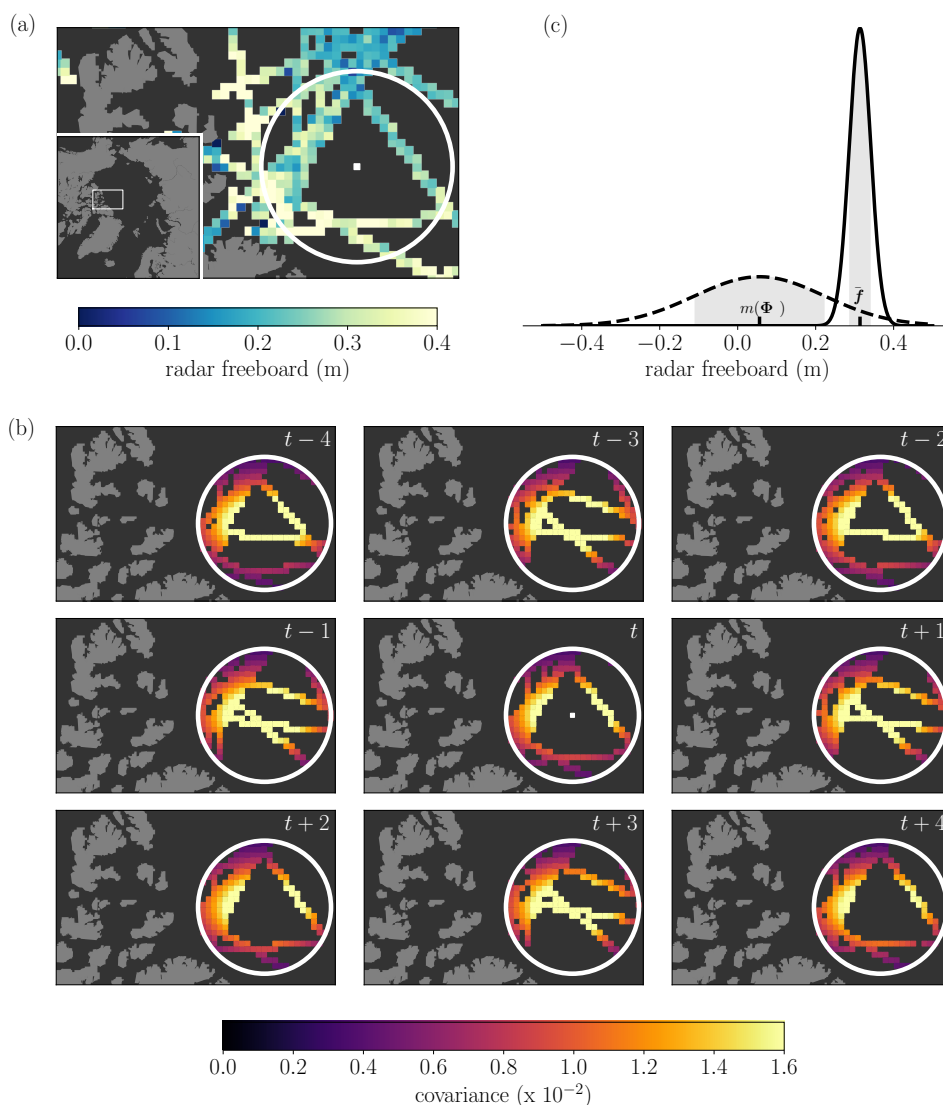 (a)
0.0 0.1 0.2 0.3 0.4
radar freeboard (m)
(c)
m(Φ )
f̄
−0.4 −0.2 0.0 0.2 0.4
radar freeboard (m)
(b)
t − 4
t − 3
t − 2
t − 1
t
t + 1
t + 2
t + 3
t + 4
0.0 0.2 0.4 0.6 0.8 1.0 1.2 1.4 1.6
covariance (x 10⁻²)